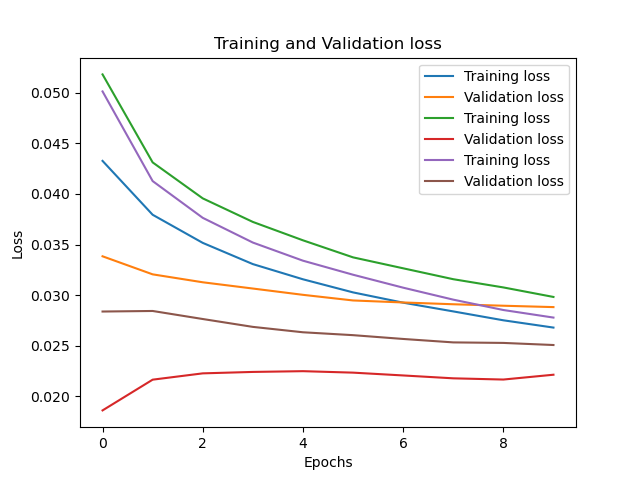 Training and Validation loss
Training loss
Validation loss
Training loss
Validation loss
Training loss
Validation loss
0.050
0.045
0.040
0.035
0.030
0.025
0.020
Loss
0 2 4 6 8
Epochs